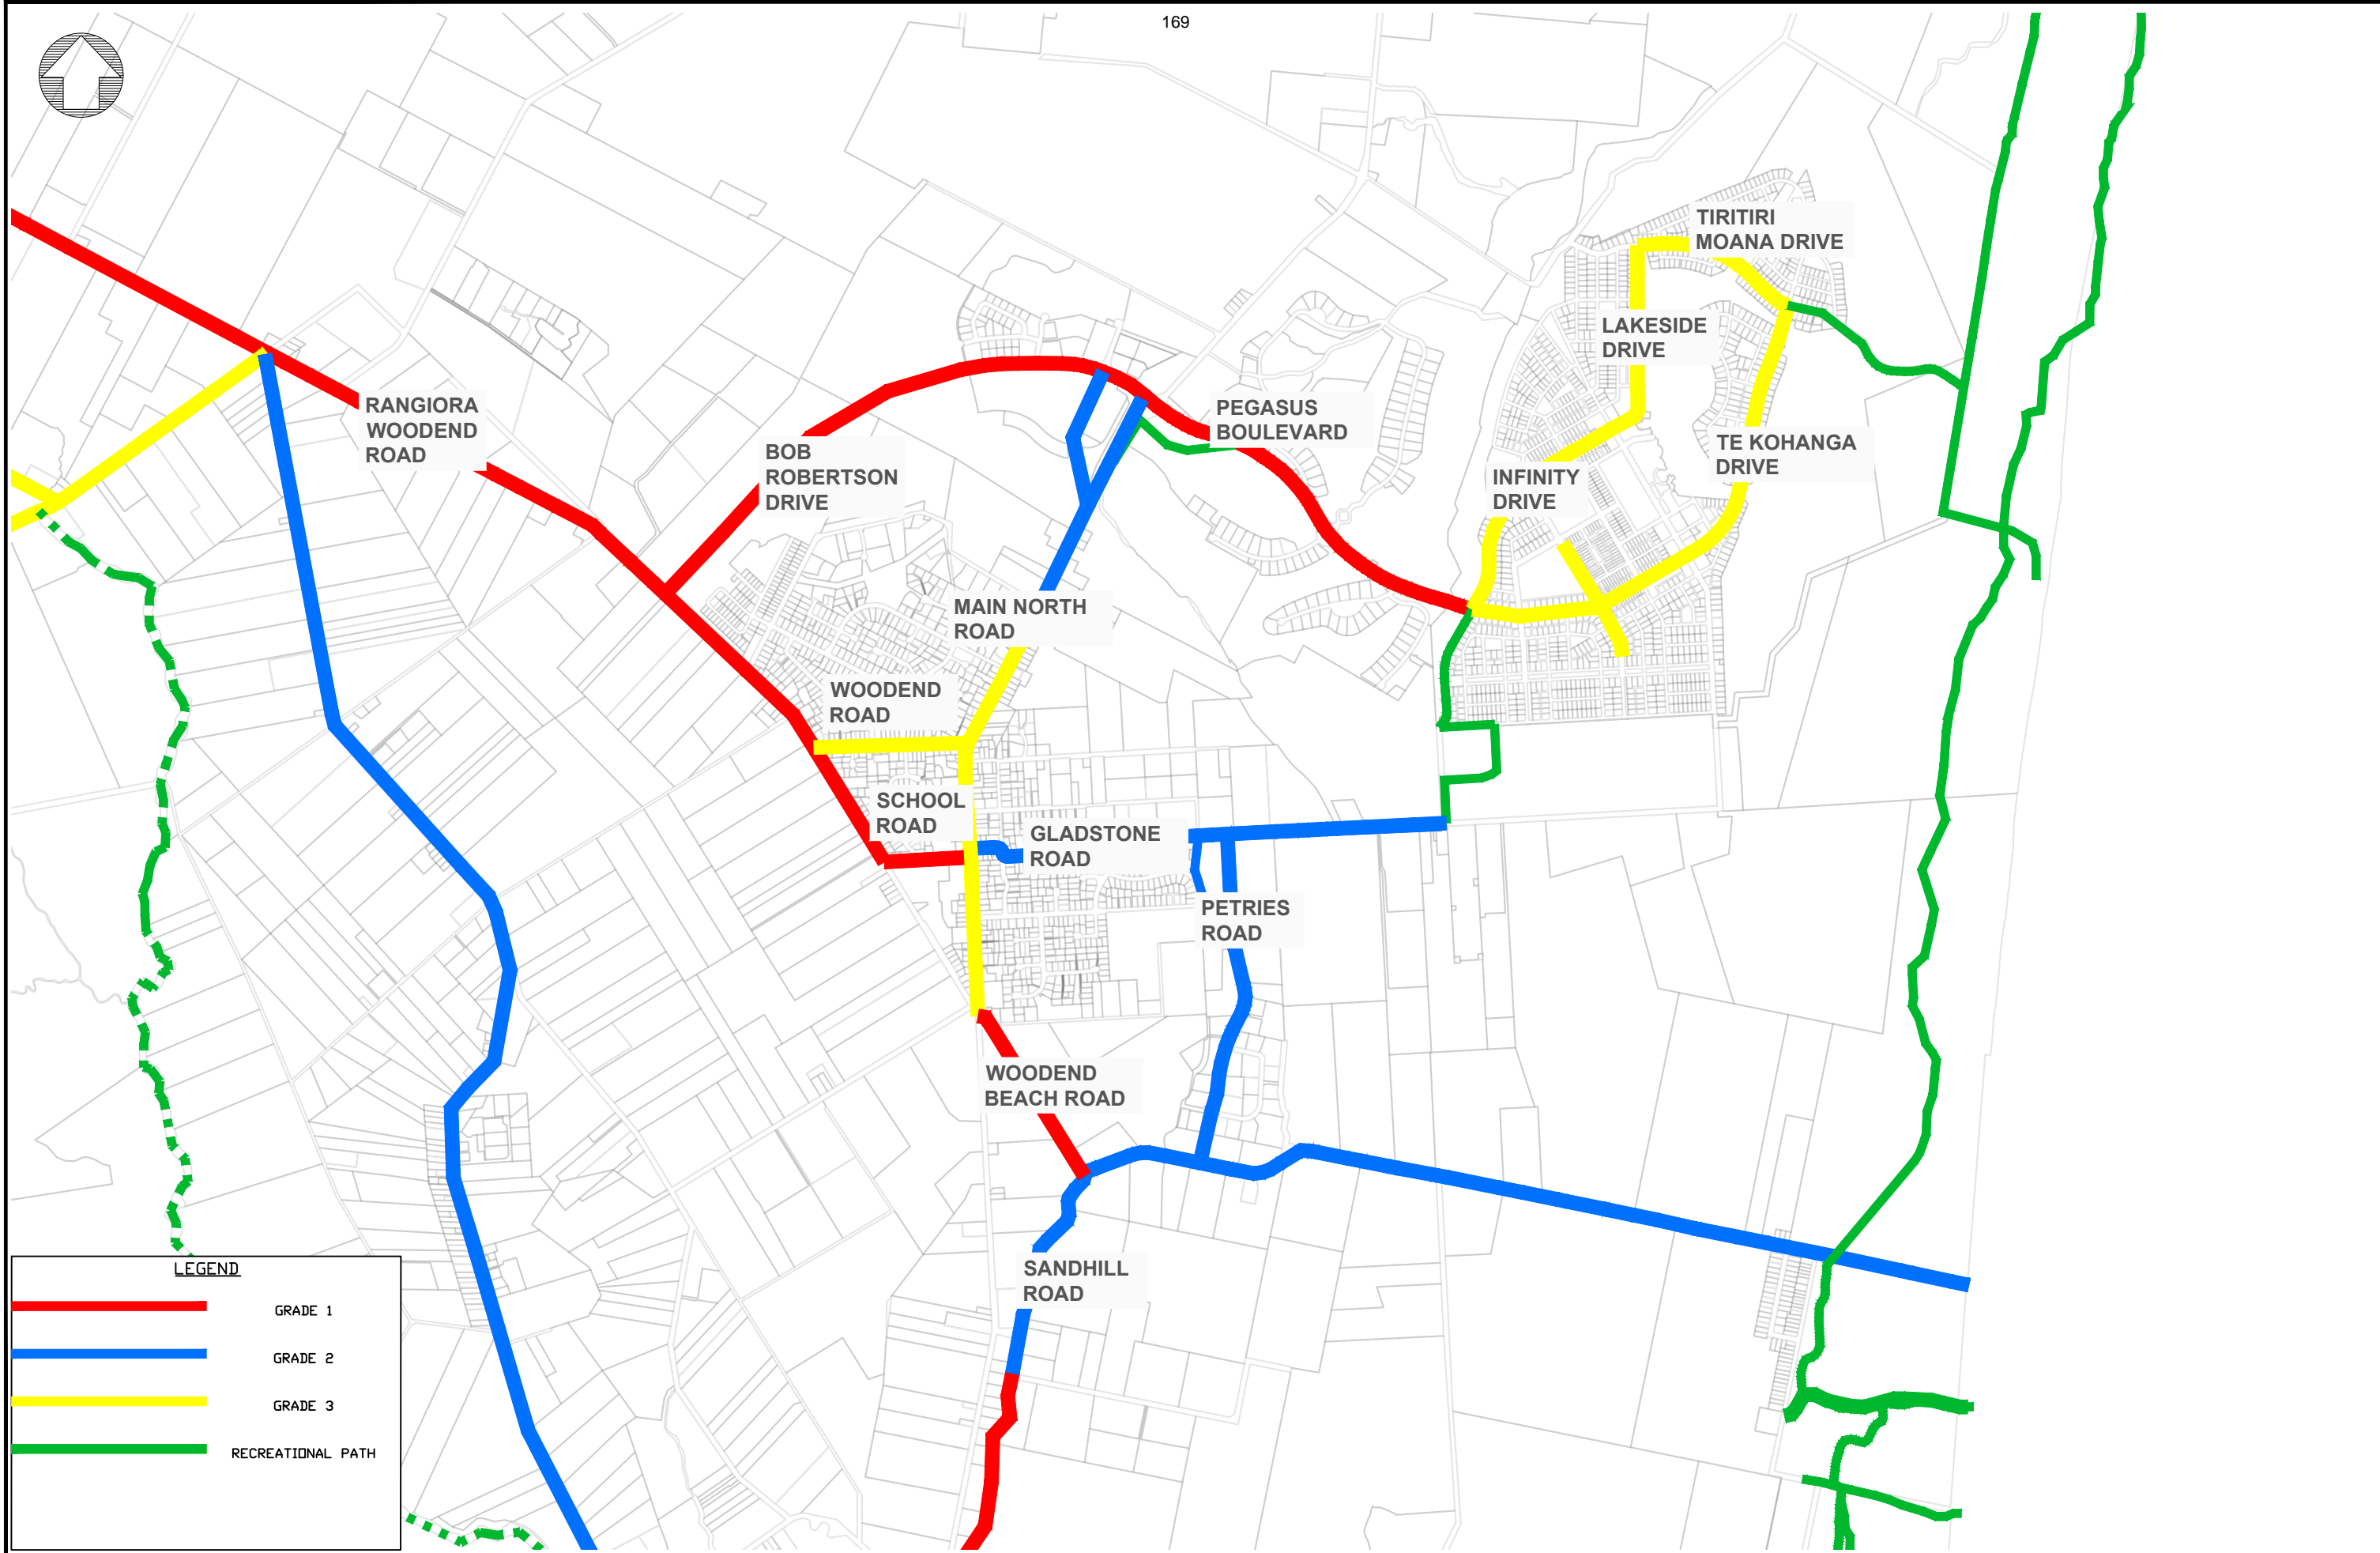 169
TIRITIRI
MOANA DRIVE
LAKESIDE
DRIVE
RANGIORA
WOODEND
ROAD
PEGASUS
BOULEVARD
BOB
ROBERTSON
DRIVE
TE KOHANGA
DRIVE
INFINITY
DRIVE
MAIN NORTH
ROAD
WOODEND
ROAD
SCHOOL
ROAD
GLADSTONE
ROAD
PETRIES
ROAD
WOODEND
BEACH ROAD
SANDHILL
ROAD
LEGEND
GRADE 1
GRADE 2
GRADE 3
RECREATIONAL PATH